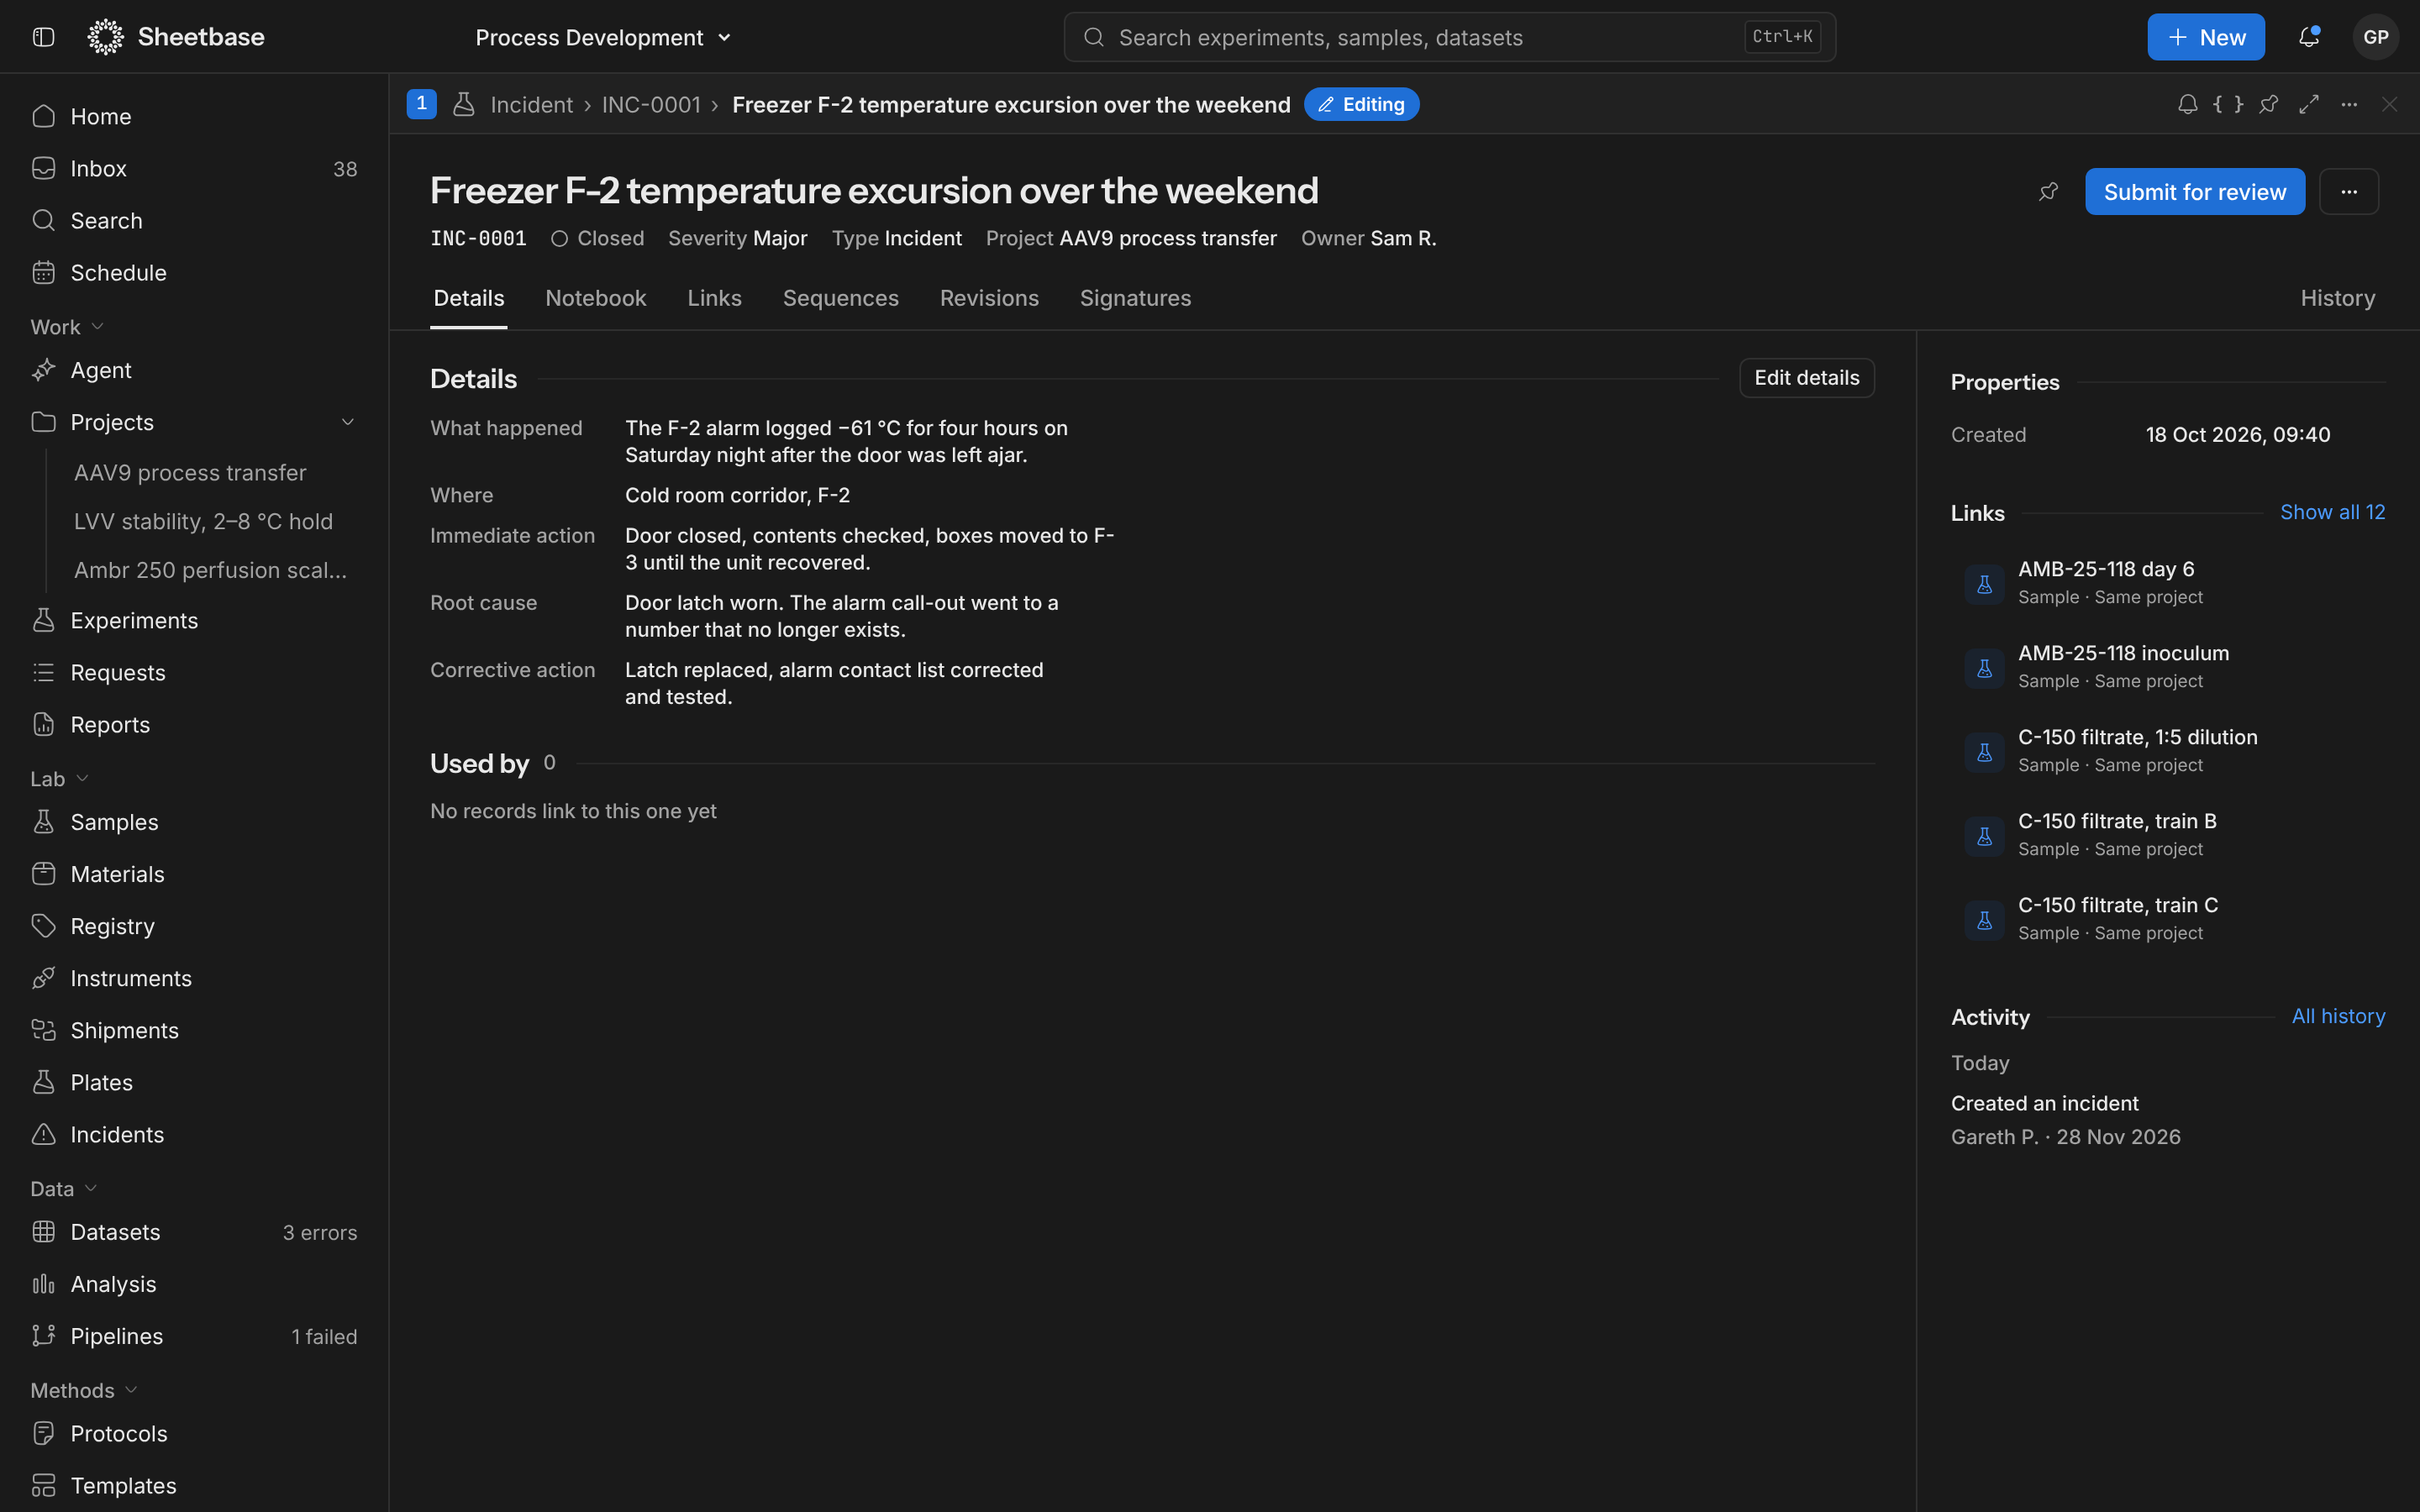 Sheetbase
Process Development
Search experiments, samples, datasets
Ctrl+K
New
GP
Home
Inbox 38
Search
Schedule
Work
Agent
Projects
AAV9 process transfer
LVV stability, 2–8 °C hold
Ambr 250 perfusion scal...
Experiments
Requests
Reports
Lab
Samples
Materials
Registry
Instruments
Shipments
Plates
Incidents
Data
Datasets 3 errors
Analysis
Pipelines 1 failed
Methods
Protocols
Templates
1 Incident › INC-0001 › Freezer F-2 temperature excursion over the weekend Editing
Freezer F-2 temperature excursion over the weekend
Submit for review
INC-0001 Closed Severity Major Type Incident Project AAV9 process transfer Owner Sam R.
Details Notebook Links Sequences Revisions Signatures History
Details
Edit details
What happened The F-2 alarm logged −61 °C for four hours on
Saturday night after the door was left ajar.
Where Cold room corridor, F-2
Immediate action Door closed, contents checked, boxes moved to F-
3 until the unit recovered.
Root cause Door latch worn. The alarm call-out went to a
number that no longer exists.
Corrective action Latch replaced, alarm contact list corrected
and tested.
Used by 0
No records link to this one yet
Properties
Created 18 Oct 2026, 09:40
Links Show all 12
AMB-25-118 day 6
Sample · Same project
AMB-25-118 inoculum
Sample · Same project
C-150 filtrate, 1:5 dilution
Sample · Same project
C-150 filtrate, train B
Sample · Same project
C-150 filtrate, train C
Sample · Same project
Activity All history
Today
Created an incident
Gareth P. · 28 Nov 2026